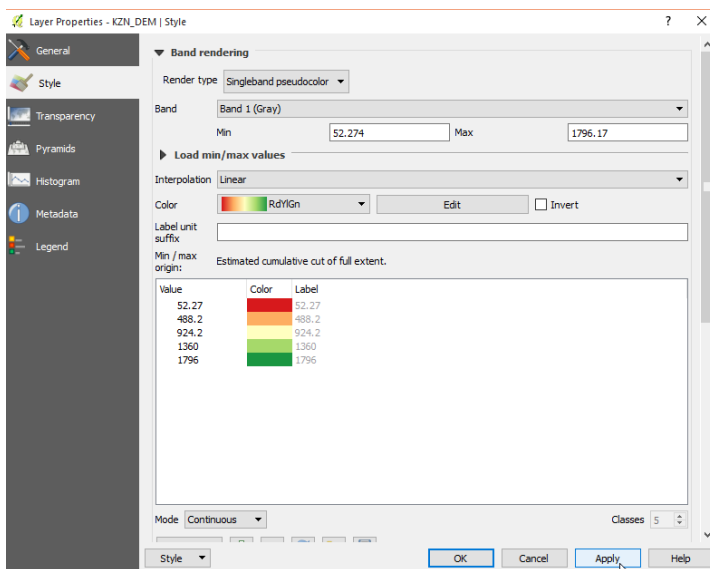 Layer Properties - KZN_DEM | Style
?
General
Style
Transparency
Pyramids
Histogram
Metadata
Legend
Band rendering
Render type Singleband pseudocolor
Band Band 1 (Gray)
Min 52.274 Max 1796.17
Load min/max values
Interpolation Linear
Color RdYlGn Edit Invert
Label unit
suffix
Min / max
origin: Estimated cumulative cut of full extent.
Value Color Label
52.27 52.27
488.2 488.2
924.2 924.2
1360 1360
1796 1796
Mode Continuous Classes 5
Style OK Cancel Apply Help